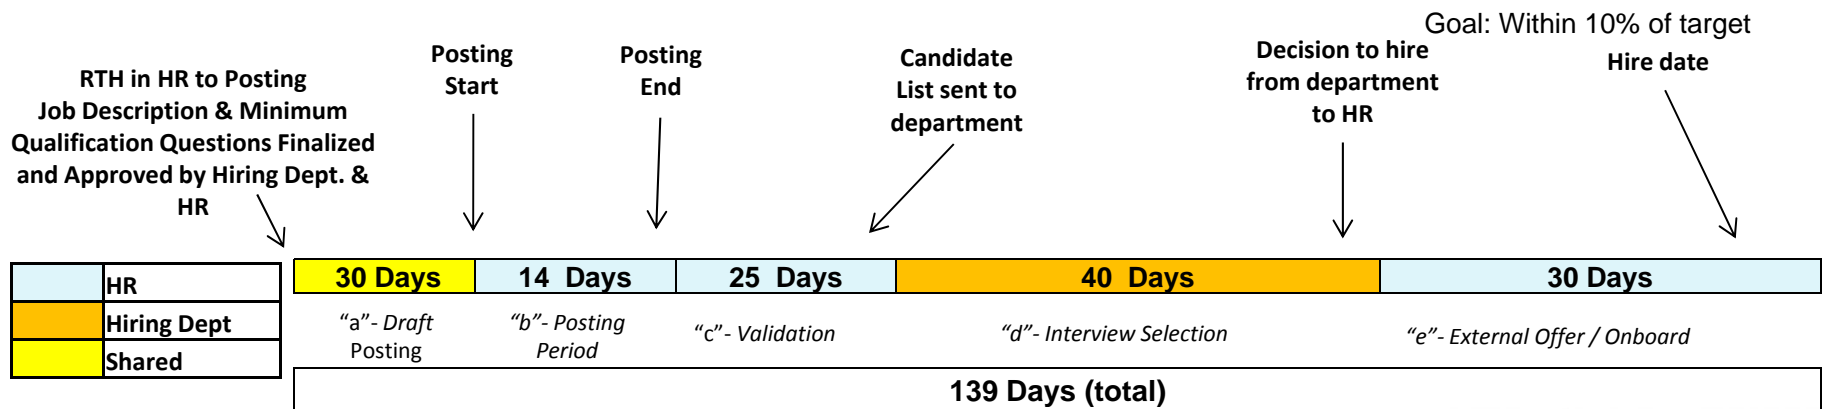 Goal: Within 10% of target
RTH in HR to Posting
Job Description & Minimum
Qualification Questions Finalized
and Approved by Hiring Dept. &
HR
Posting
Start
Posting
End
Candidate
List sent to
department
Decision to hire
from department
to HR
Hire date
HR
Hiring Dept
Shared
30 Days
14 Days
25 Days
40 Days
30 Days
“a”- Draft
Posting
“b”- Posting
Period
“c”- Validation
“d”- Interview Selection
“e”- External Offer / Onboard
139 Days (total)